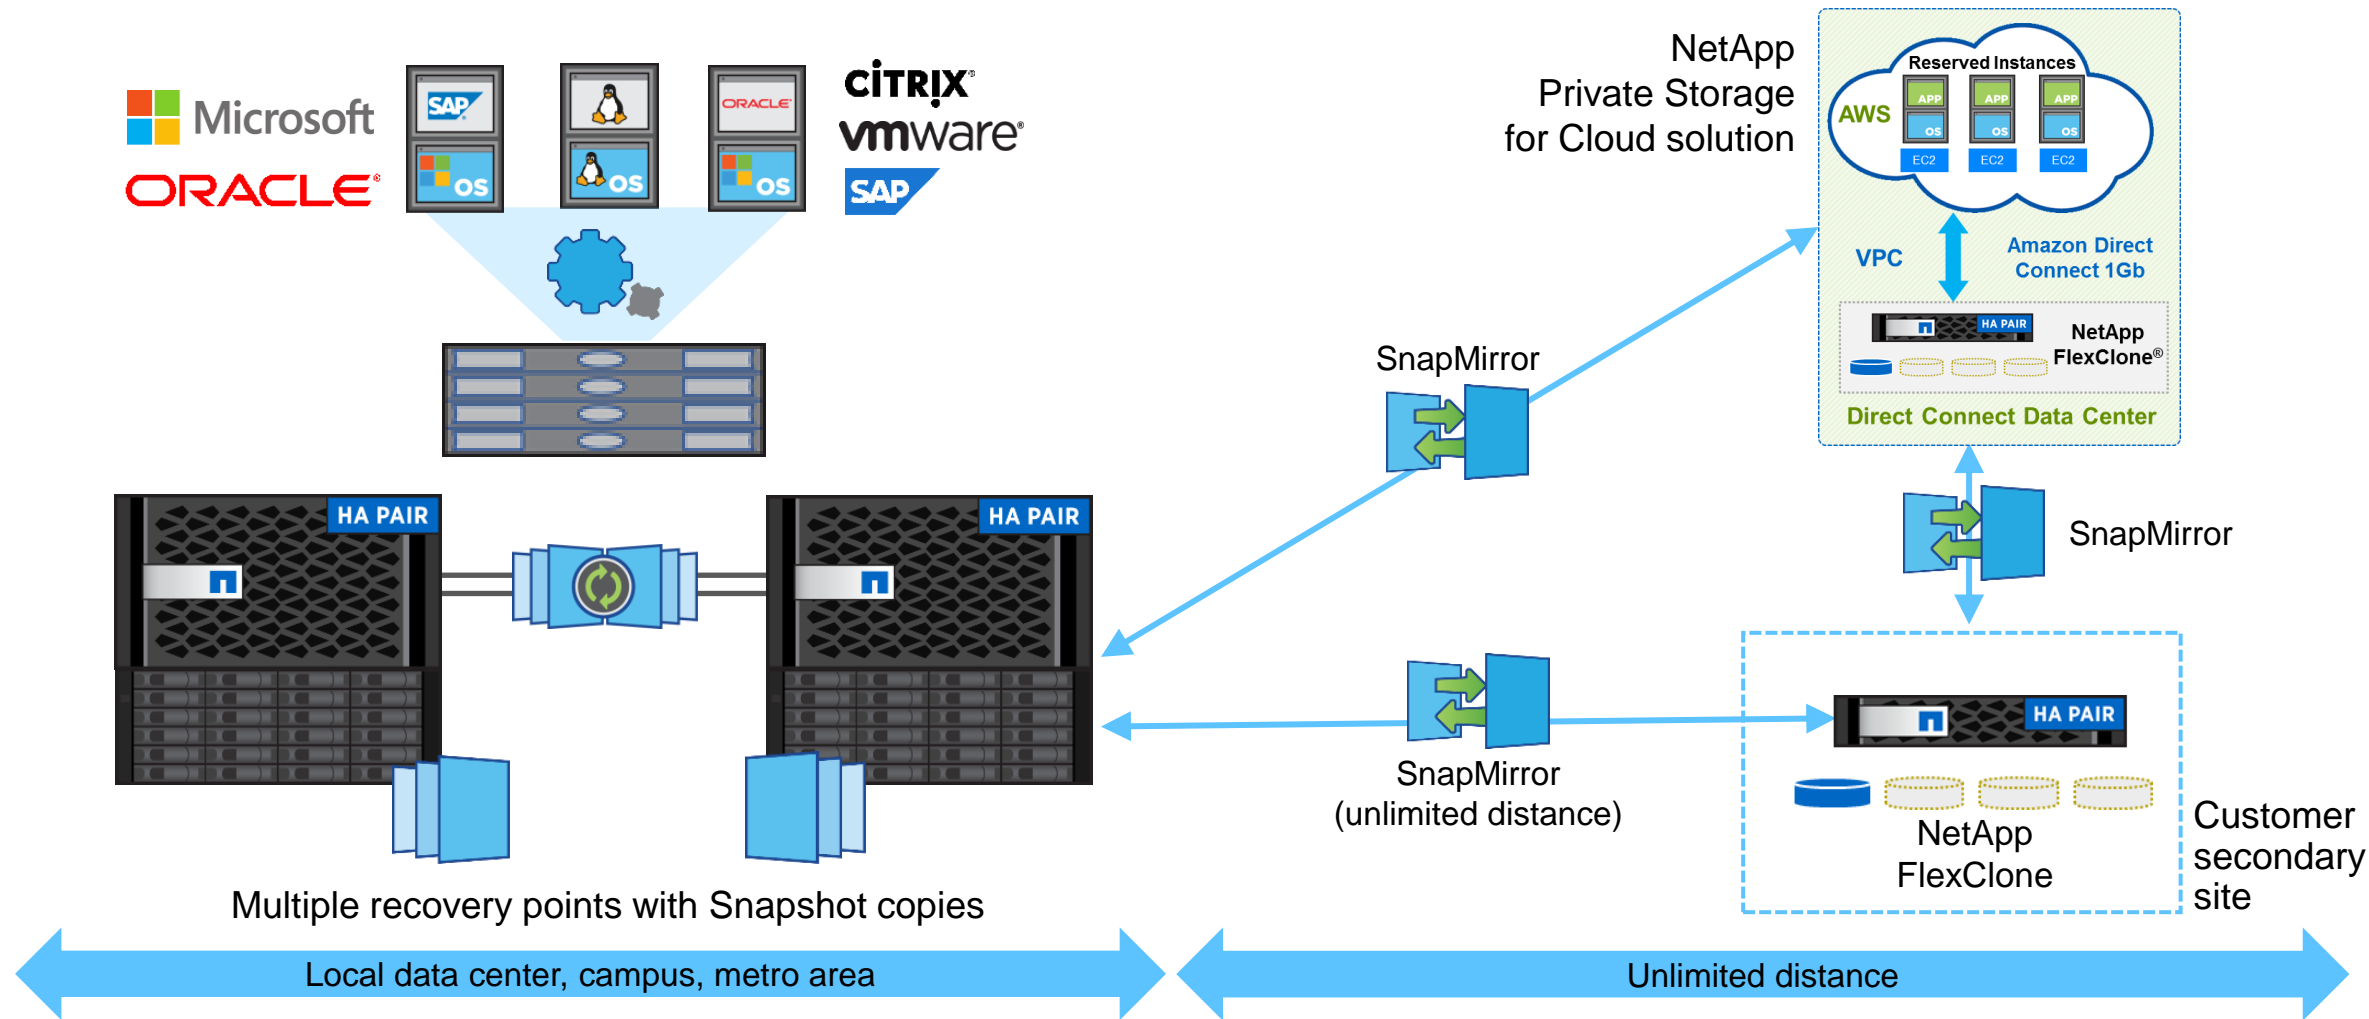 Microsoft
ORACLE®
SAP
OS
OS
ORACLE®
OS
CİTRIX®
vmware®
SAP
NetApp
Private Storage
for Cloud solution
Reserved Instances
AWS
APP
APP
APP
OS
OS
OS
EC2
EC2
EC2
VPC
Amazon Direct
Connect 1Gb
HA PAIR
NetApp
FlexClone®
Direct Connect Data Center
SnapMirror
SnapMirror
HA PAIR
HA PAIR
SnapMirror
(unlimited distance)
HA PAIR
NetApp
FlexClone
Customer
secondary
site
Multiple recovery points with Snapshot copies
Local data center, campus, metro area
Unlimited distance